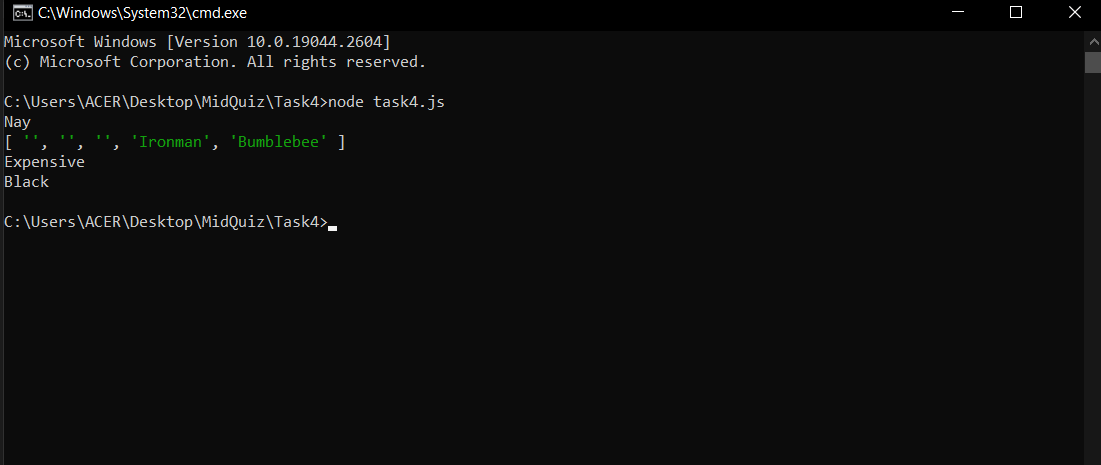 C:\Windows\System32\cmd.exe
Microsoft Windows [Version 10.0.19044.2604]
(c) Microsoft Corporation. All rights reserved.
C:\Users\ACER\Desktop\MidQuiz\Task4>node task4.js
Nay
[ '', '', '', 'Ironman', 'Bumblebee' ]
Expensive
Black
C:\Users\ACER\Desktop\MidQuiz\Task4>